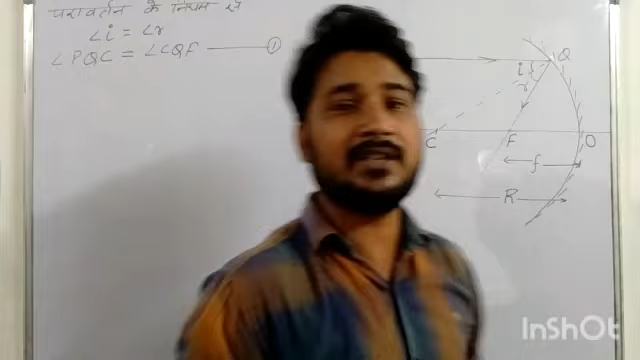 परावर्तन के नियम से
∠i = ∠r
∠PQC = ∠CQF —— ①
Q
i
r
C F O
f
R
InShOt